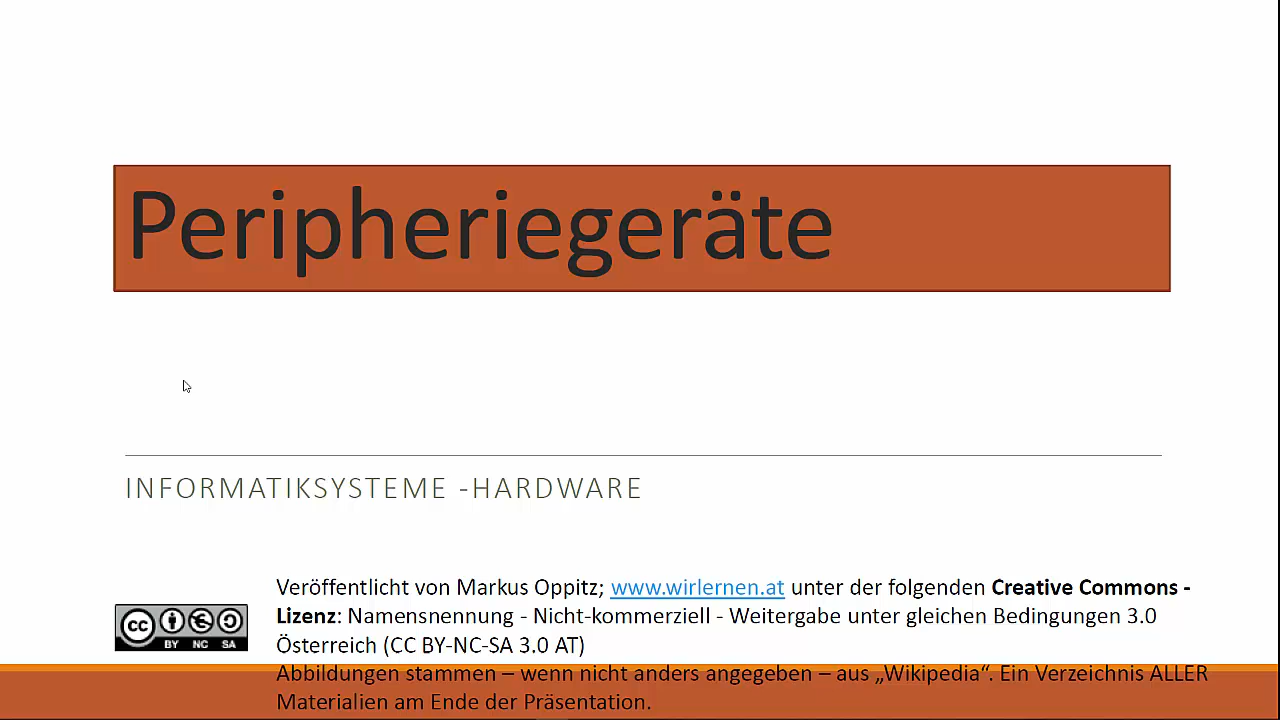 Peripheriegeräte
INFORMATIKSYSTEME -HARDWARE
Veröffentlicht von Markus Oppitz; www.wirlernen.at unter der folgenden Creative Commons -
Lizenz: Namensnennung - Nicht-kommerziell - Weitergabe unter gleichen Bedingungen 3.0
Österreich (CC BY-NC-SA 3.0 AT)
Abbildungen stammen – wenn nicht anders angegeben – aus „Wikipedia“. Ein Verzeichnis ALLER
Materialien am Ende der Präsentation.
cc
BY NC SA